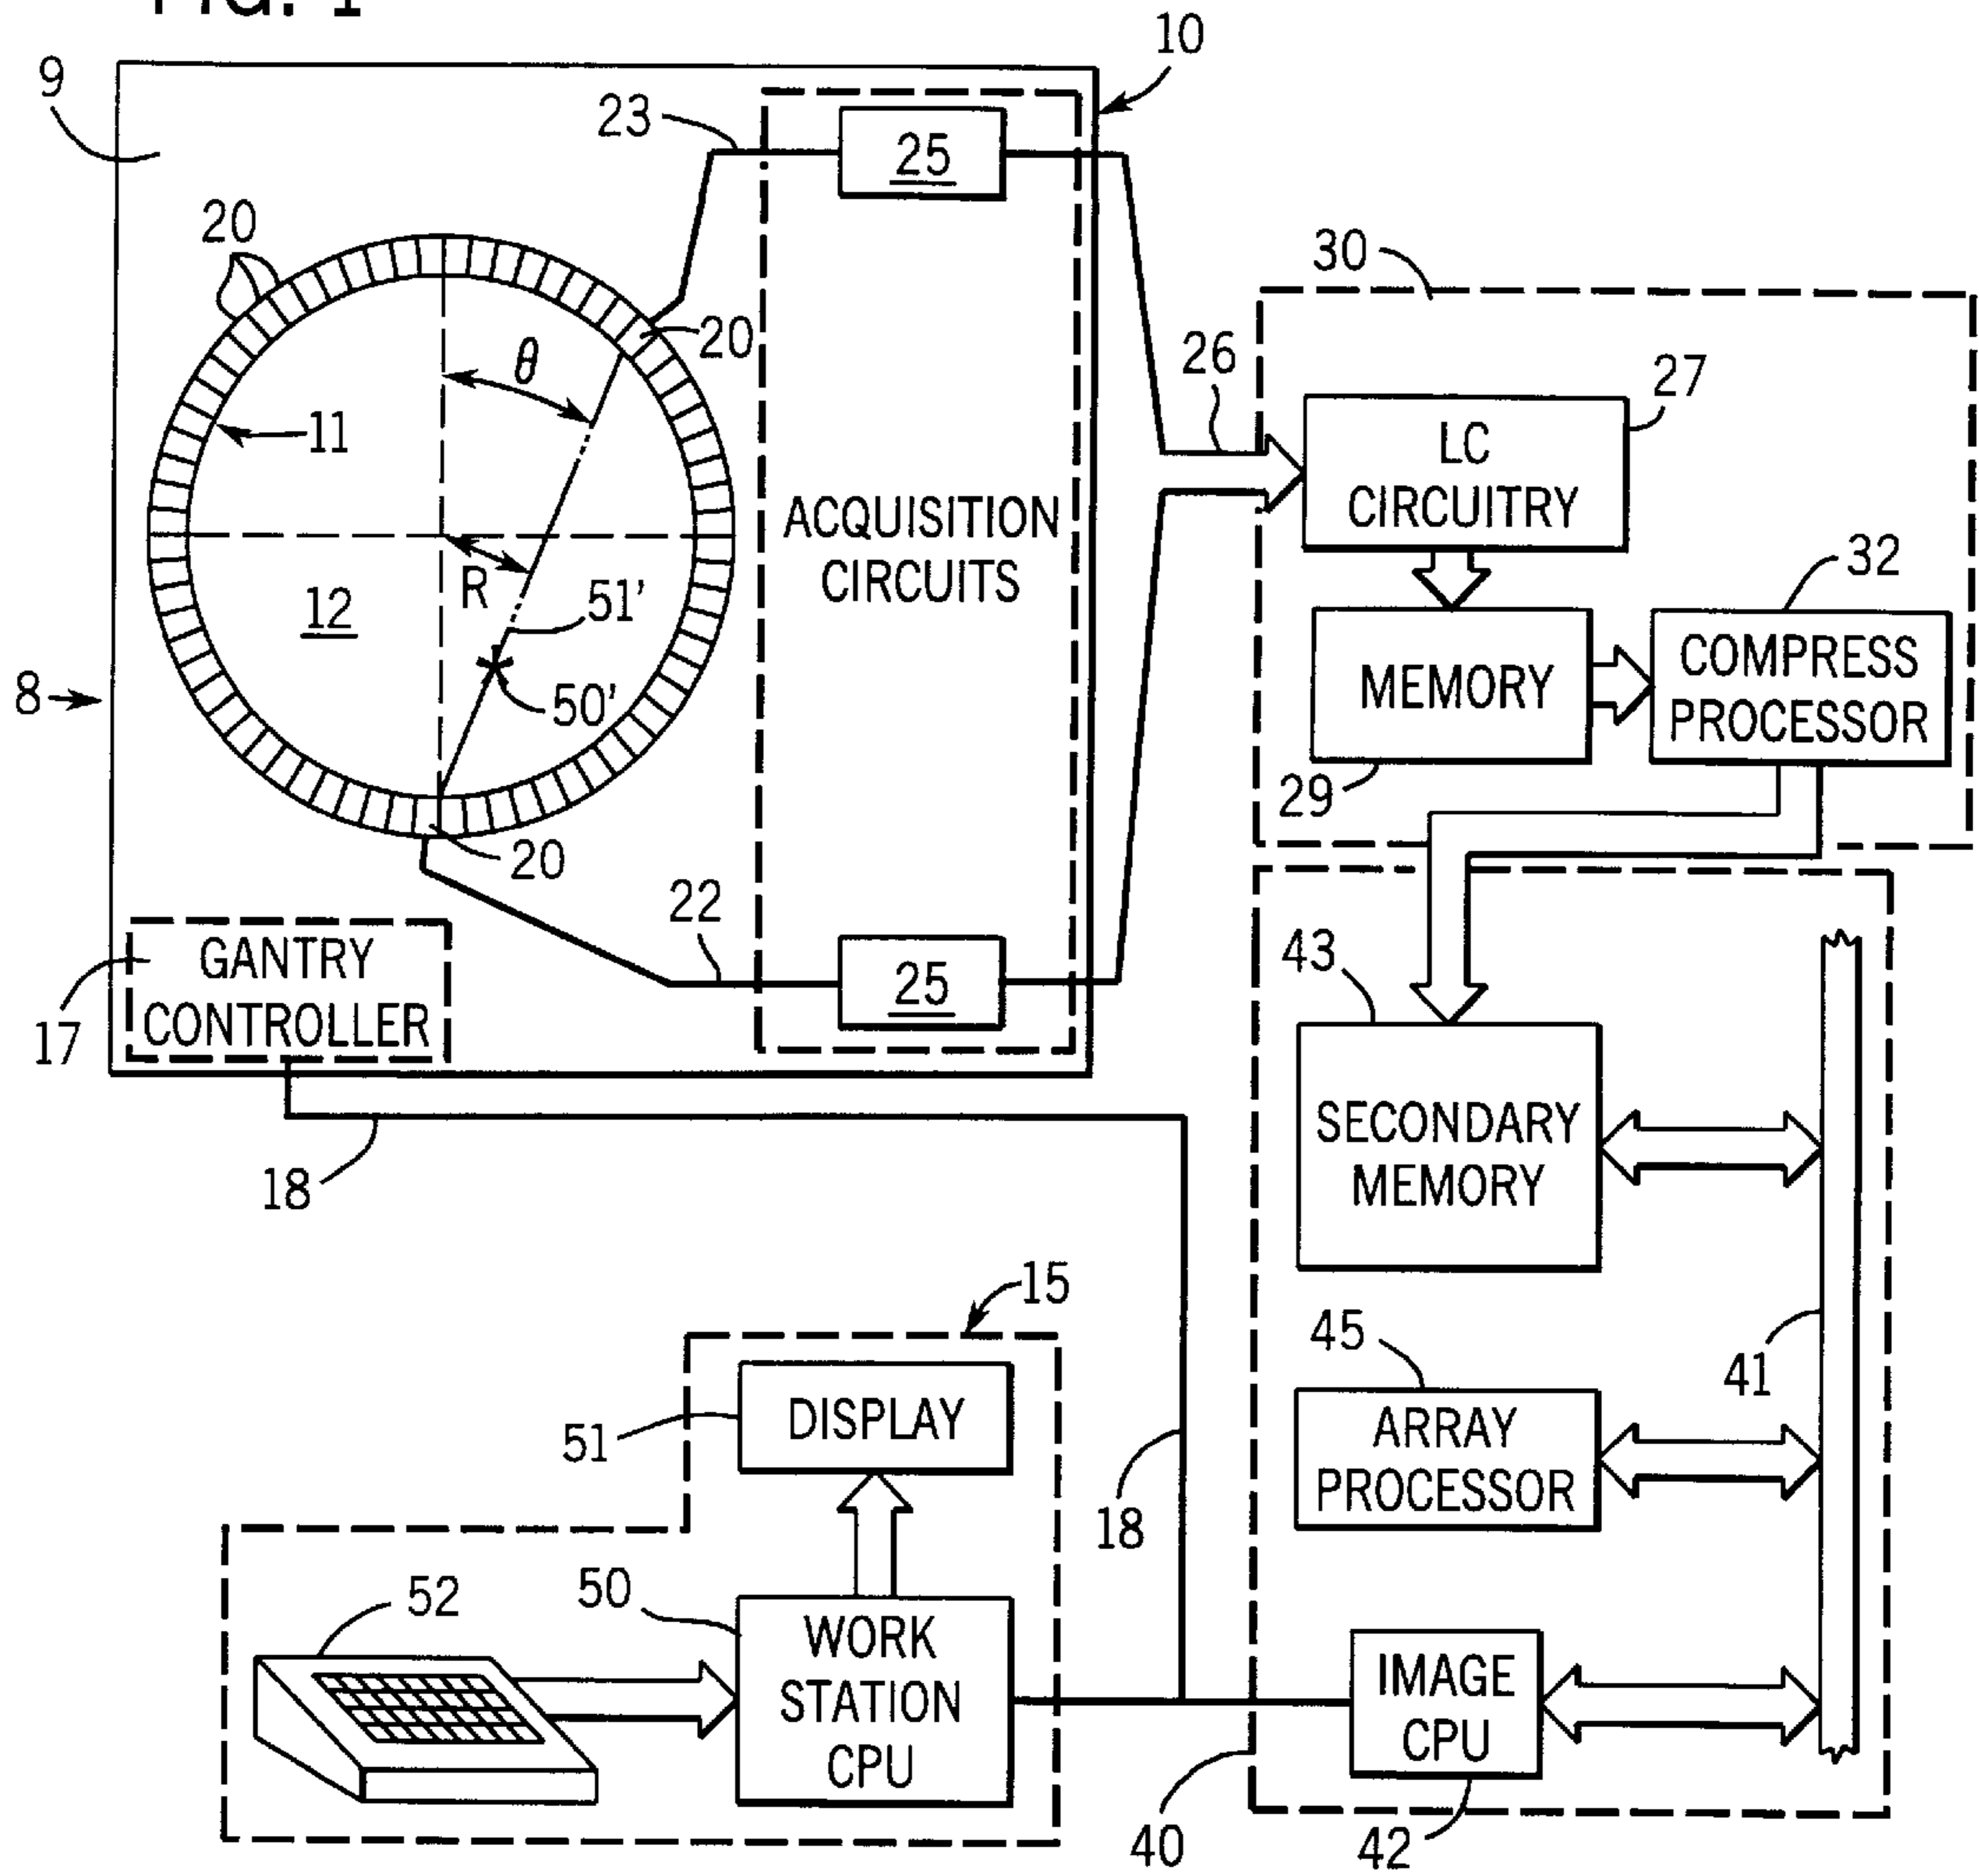 FIG. 1
10
9
23
25
20
30
20
θ
26
27
11
LC
CIRCUITRY
ACQUISITION
CIRCUITS
R
12
51'
32
COMPRESS
PROCESSOR
MEMORY
8
50'
29
20
22
43
GANTRY
CONTROLLER
25
17
SECONDARY
MEMORY
18
15
45
41
DISPLAY
51
ARRAY
PROCESSOR
18
52
50
WORK
STATION
CPU
IMAGE
CPU
40
42